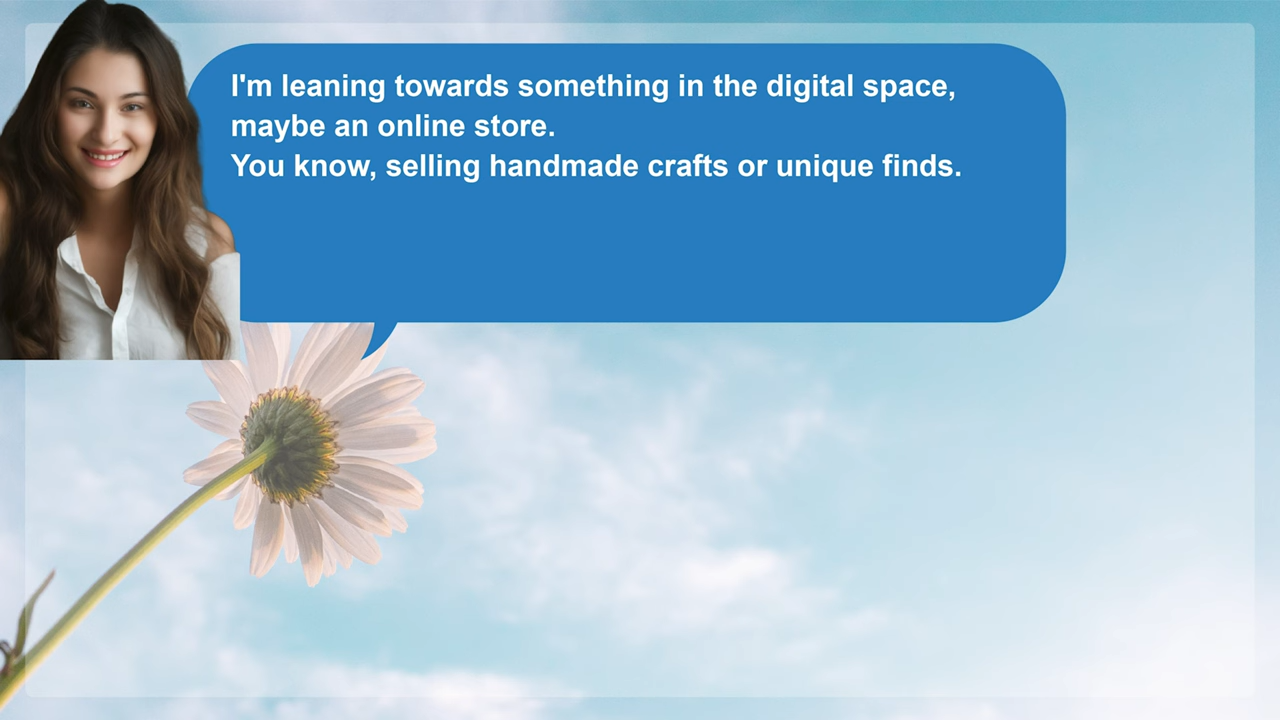 I'm leaning towards something in the digital space,
maybe an online store.
You know, selling handmade crafts or unique finds.